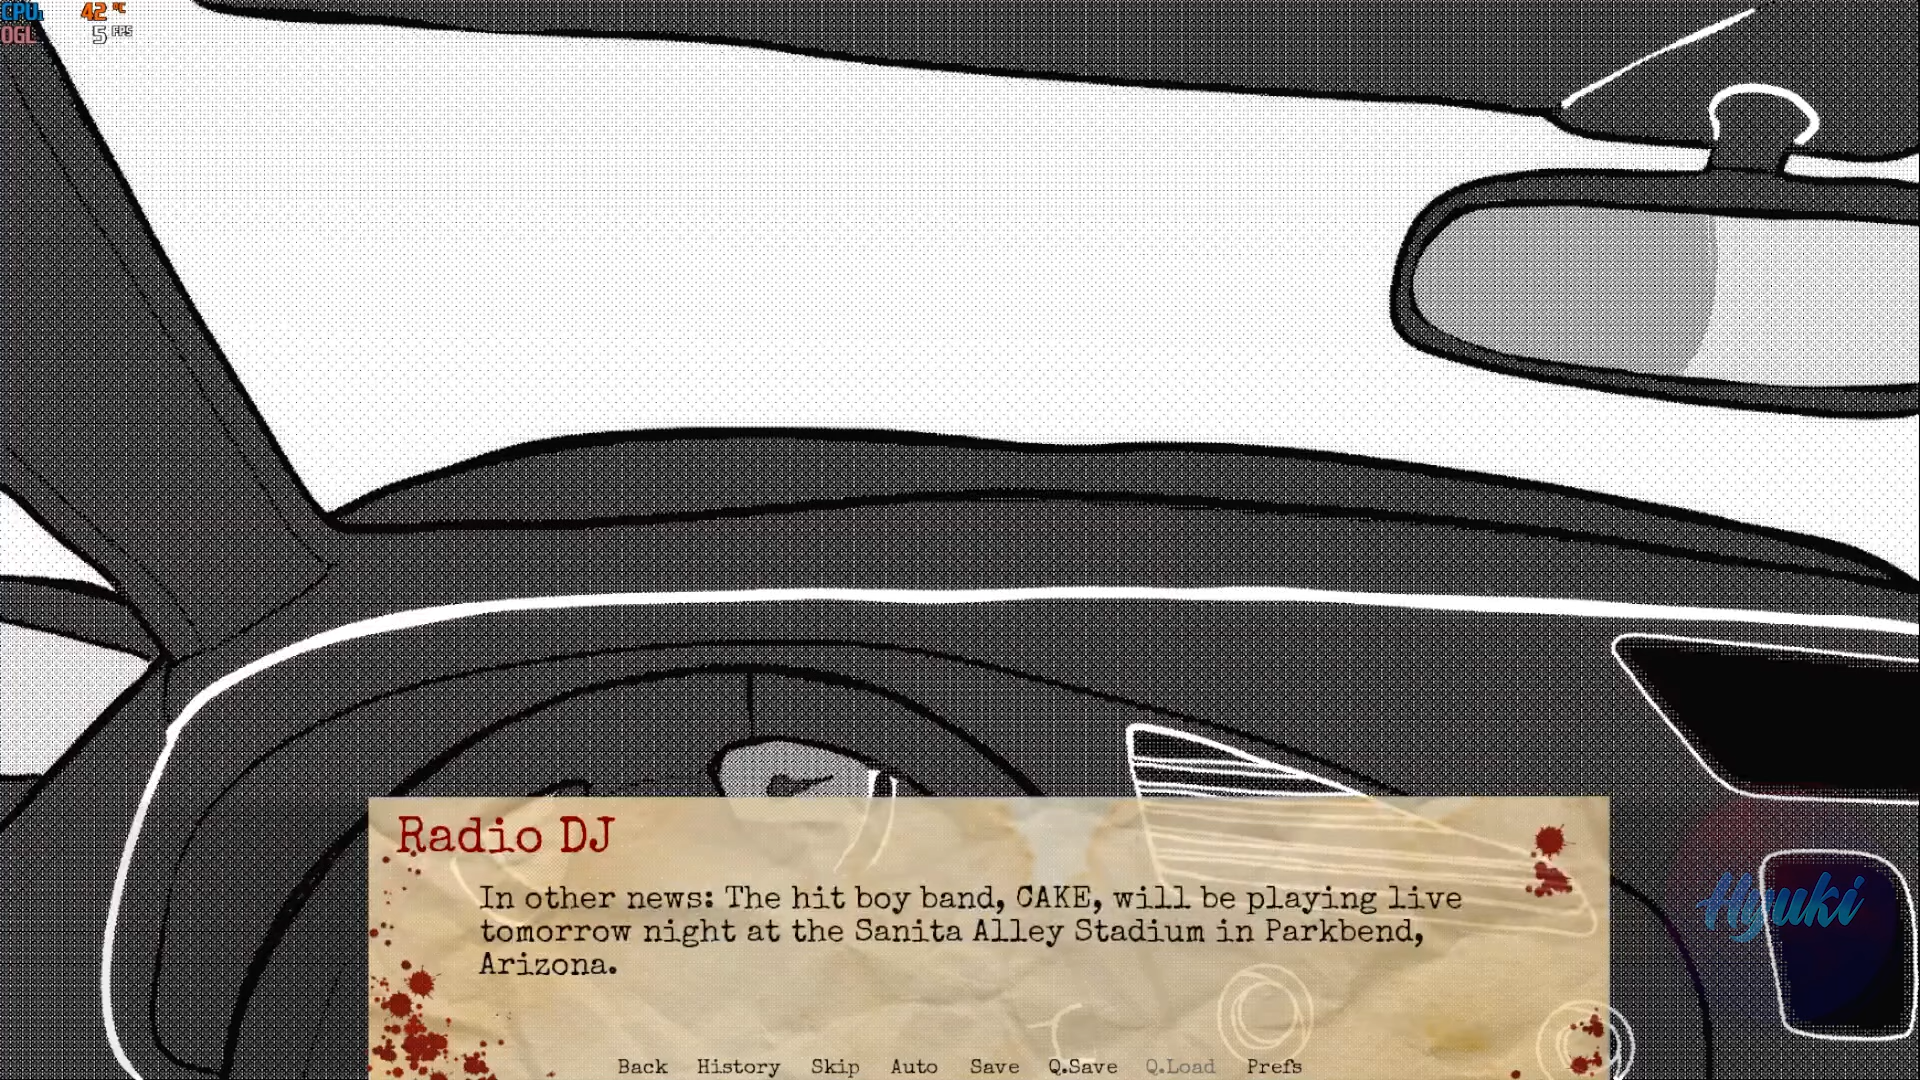 CPU1 42 °C
OGL 5 FPS
Radio DJ
In other news: The hit boy band, CAKE, will be playing live
tomorrow night at the Sanita Alley Stadium in Parkbend,
Arizona.
Hyuki
Back History Skip Auto Save Q.Save Q.Load Prefs